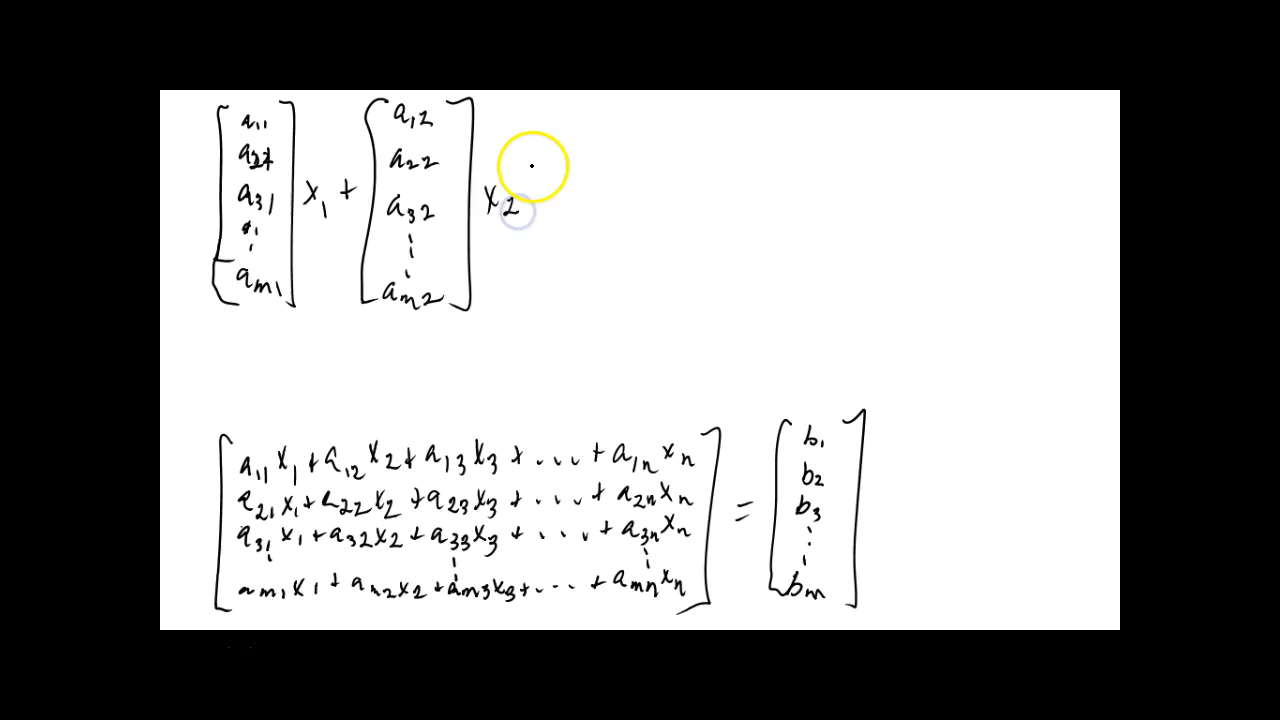 [a₁₁ a₂₁ a₃₁ ⋮ aₘ₁] x₁ + [a₁₂ a₂₂ a₃₂ ⋮ aₘ₂] x₂
a₁₁x₁ + a₁₂x₂ + a₁₃x₃ + ... + a₁ₙxₙ = b₁
a₂₁x₁ + a₂₂x₂ + a₂₃x₃ + ... + a₂ₙxₙ b₂
a₃₁x₁ + a₃₂x₂ + a₃₃x₃ + ... + a₃ₙxₙ b₃
⋮ ⋮ ⋮ ⋮
aₘ₁x₁ + aₘ₂x₂ + aₘ₃x₃ + ... + aₘₙxₙ bₘ